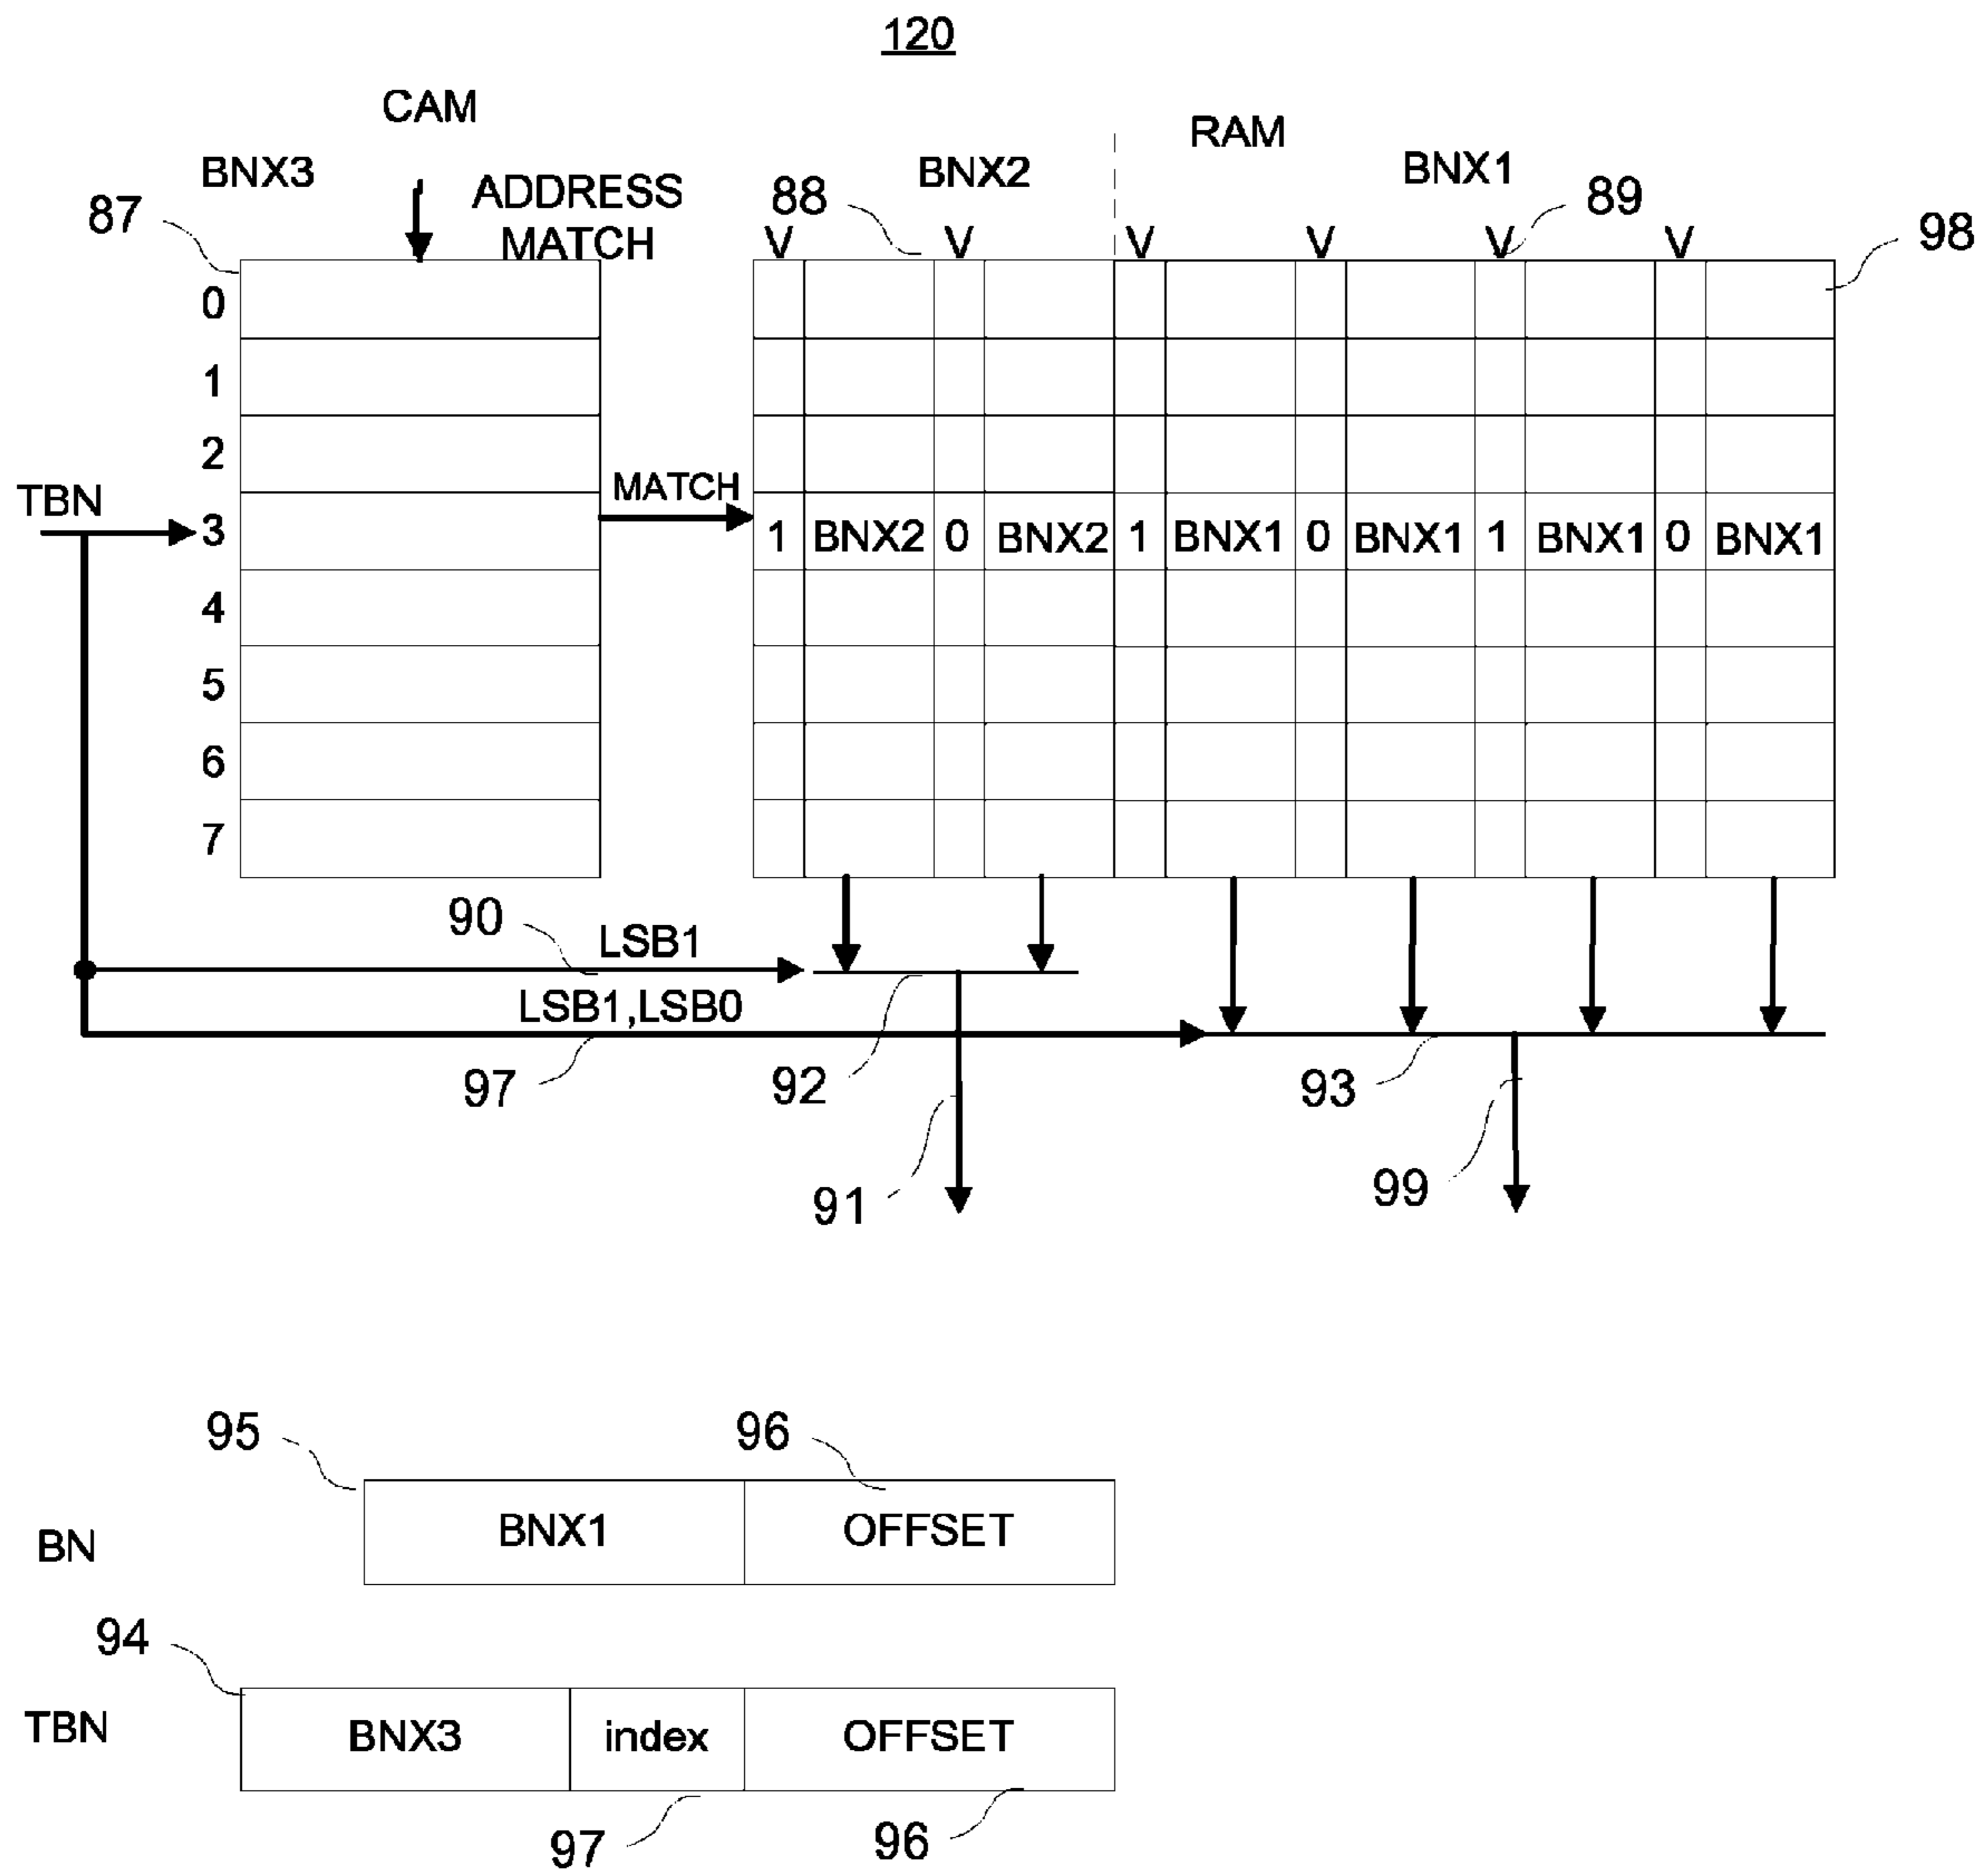 120
CAM
RAM
BNX3
ADDRESS
MATCH
BNX2
BNX1
87
88
89
98
V V V V V V
0
1
2
3
4
5
6
7
TBN
MATCH
1 BNX2 0 BNX2 1 BNX1 0 BNX1 1 BNX1 0 BNX1
90
LSB1
LSB1,LSB0
97
92
93
91
99
95
96
BN
BNX1 OFFSET
94
TBN
BNX3 index OFFSET
97
96